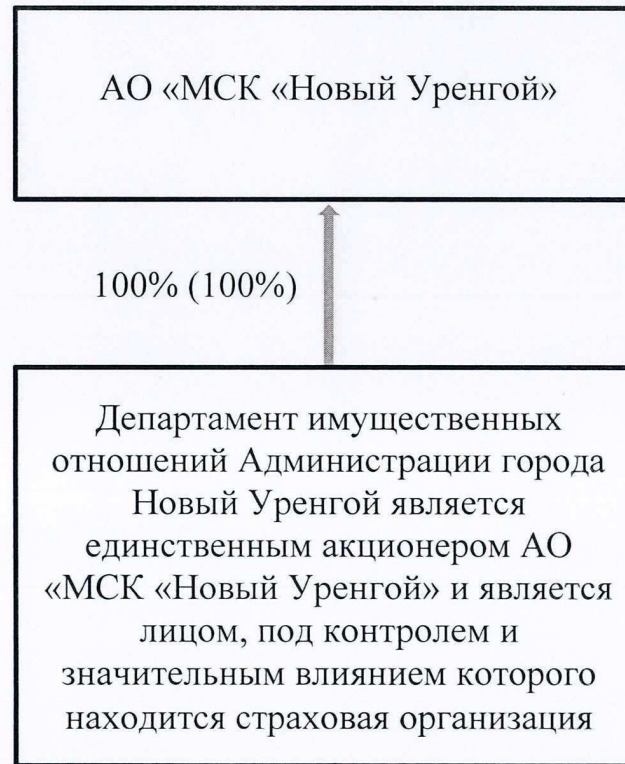 АО «МСК «Новый Уренгой»
100% (100%)
Департамент имущественных
отношений Администрации города
Новый Уренгой является
единственным акционером АО
«МСК «Новый Уренгой» и является
лицом, под контролем и
значительным влиянием которого
находится страховая организация